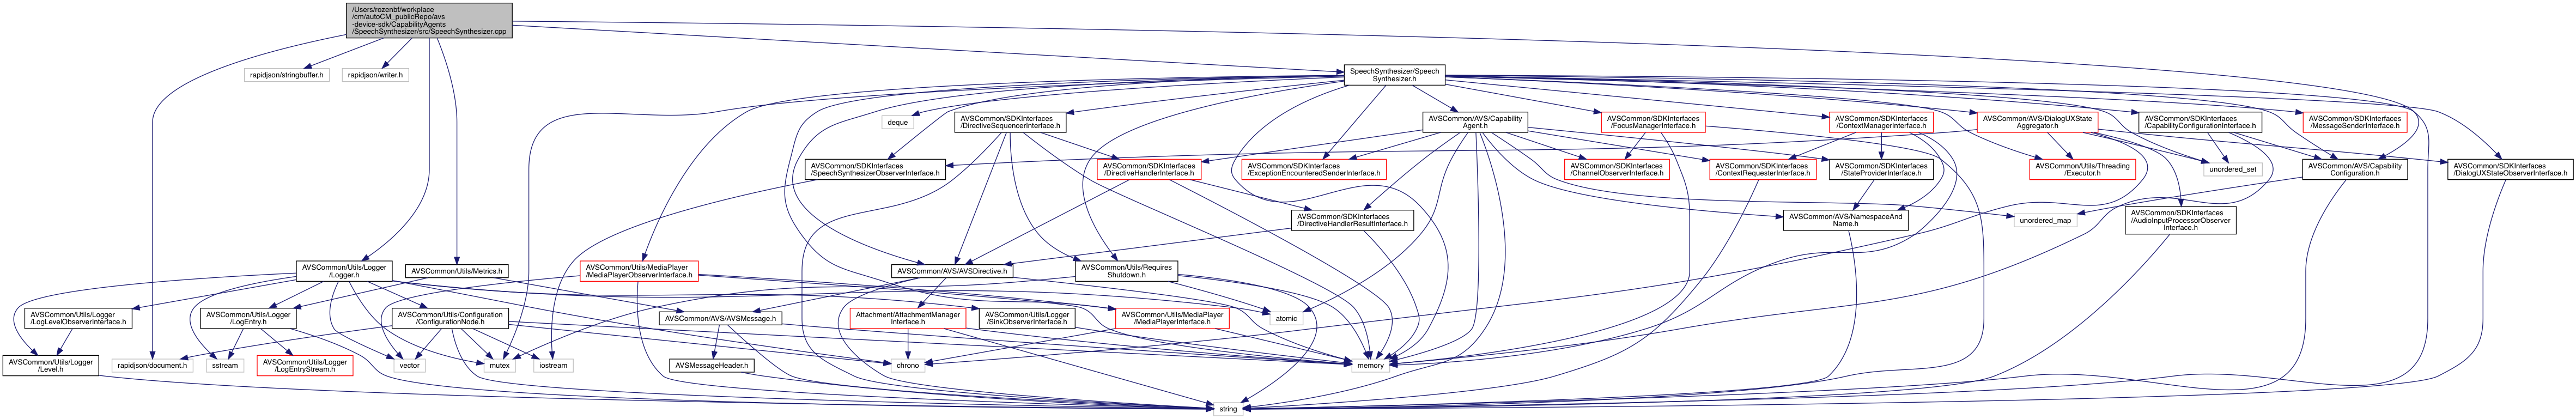 /Users/rozenbf/workplace
/cm/autoCM_publicRepo/avs
-device-sdk/CapabilityAgents
/SpeechSynthesizer/src/SpeechSynthesizer.cpp
rapidjson/stringbuffer.h
rapidjson/writer.h
SpeechSynthesizer/Speech
Synthesizer.h
deque
AVSCommon/SDKInterfaces
/DirectiveSequencerInterface.h
AVSCommon/AVS/Capability
Agent.h
AVSCommon/SDKInterfaces
/FocusManagerInterface.h
AVSCommon/SDKInterfaces
/ContextManagerInterface.h
AVSCommon/AVS/DialogUXState
Aggregator.h
AVSCommon/SDKInterfaces
/CapabilityConfigurationInterface.h
AVSCommon/SDKInterfaces
/MessageSenderInterface.h
AVSCommon/SDKInterfaces
/SpeechSynthesizerObserverInterface.h
AVSCommon/SDKInterfaces
/DirectiveHandlerInterface.h
AVSCommon/SDKInterfaces
/ExceptionEncounteredSenderInterface.h
AVSCommon/SDKInterfaces
/ChannelObserverInterface.h
AVSCommon/SDKInterfaces
/ContextRequesterInterface.h
AVSCommon/SDKInterfaces
/StateProviderInterface.h
AVSCommon/Utils/Threading
/Executor.h
unordered_set
AVSCommon/AVS/Capability
Configuration.h
AVSCommon/SDKInterfaces
/DialogUXStateObserverInterface.h
AVSCommon/SDKInterfaces
/DirectiveHandlerResultInterface.h
AVSCommon/AVS/NamespaceAnd
Name.h
unordered_map
AVSCommon/SDKInterfaces
/AudioInputProcessorObserver
Interface.h
AVSCommon/Utils/Logger
/Logger.h
AVSCommon/Utils/Metrics.h
AVSCommon/Utils/MediaPlayer
/MediaPlayerObserverInterface.h
AVSCommon/AVS/AVSDirective.h
AVSCommon/Utils/Requires
Shutdown.h
AVSCommon/Utils/Logger
/LogLevelObserverInterface.h
AVSCommon/Utils/Logger
/LogEntry.h
AVSCommon/Utils/Configuration
/ConfigurationNode.h
AVSCommon/AVS/AVSMessage.h
Attachment/AttachmentManager
Interface.h
AVSCommon/Utils/Logger
/SinkObserverInterface.h
AVSCommon/Utils/MediaPlayer
/MediaPlayerInterface.h
atomic
AVSCommon/Utils/Logger
/Level.h
rapidjson/document.h
sstream
AVSCommon/Utils/Logger
/LogEntryStream.h
vector
mutex
iostream
AVSMessageHeader.h
chrono
memory
string